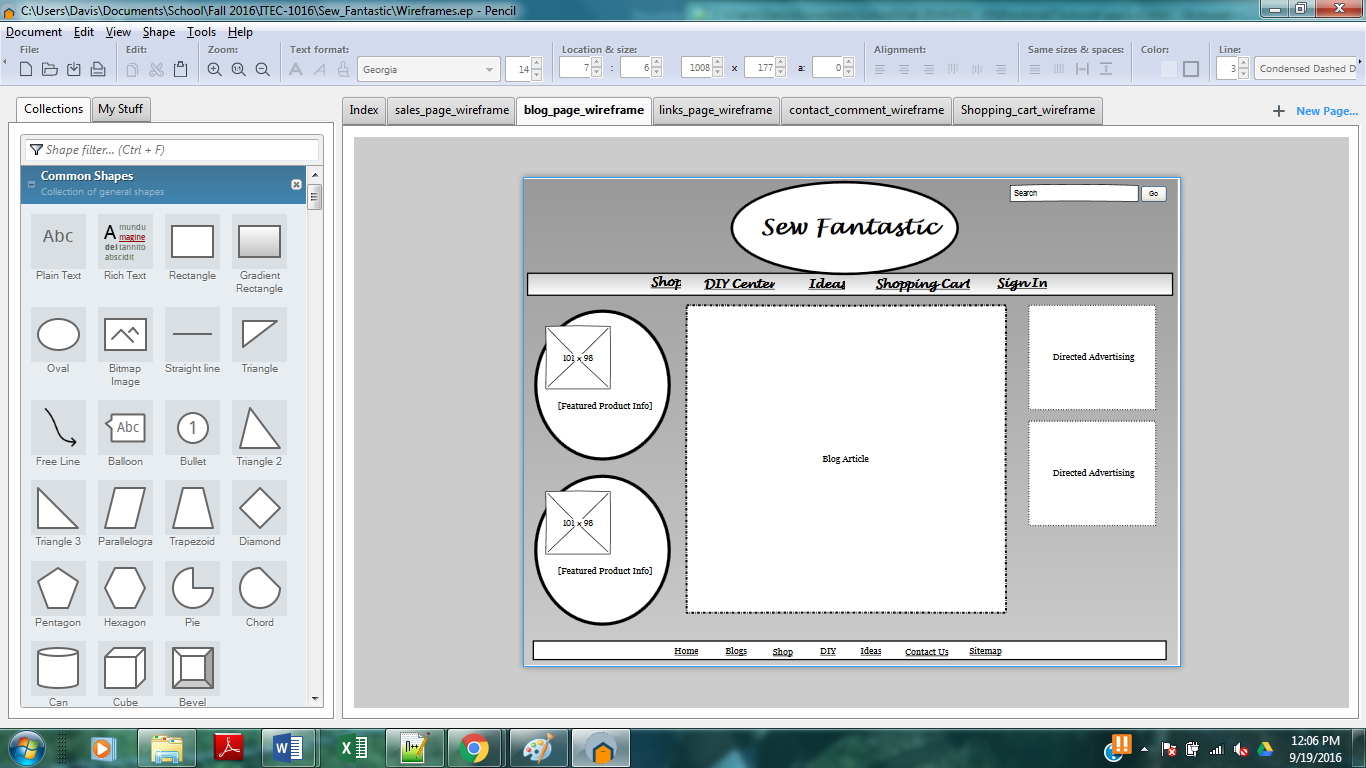 C:\Users\Davis\Documents\School\Fall 2016\ITEC-1016\Sew_Fantastic\Wireframes.ep - Pencil
Document Edit View Shape Tools Help
File: Edit: Zoom: Text format: Location & size: Alignment: Same sizes & spaces: Color: Line:
Georgia 14 7 : 6 1008 x 177 a: 0 3 Condensed Dashed D
Collections My Stuff
Index sales_page_wireframe blog_page_wireframe links_page_wireframe contact_comment_wireframe Shopping_cart_wireframe New Page...
Shape filter... (Ctrl + F)
Common Shapes
Collection of general shapes
Abc
A mundu
magine
del tannito
abscidit
Plain Text Rich Text Rectangle Gradient
Rectangle
Oval Bitmap
Image
Straight line Triangle
Abc 1
Free Line Balloon Bullet Triangle 2
Triangle 3 Parallelogra Trapezoid Diamond
Pentagon Hexagon Pie Chord
Can Cube Bevel
Search Go
Sew Fantastic
Shop DIY Center Ideas Shopping Cart Sign In
101 x 98
[Featured Product Info]
101 x 98
[Featured Product Info]
Blog Article
Directed Advertising
Directed Advertising
Home Blogs Shop DIY Ideas Contact Us Sitemap
12:06 PM
9/19/2016